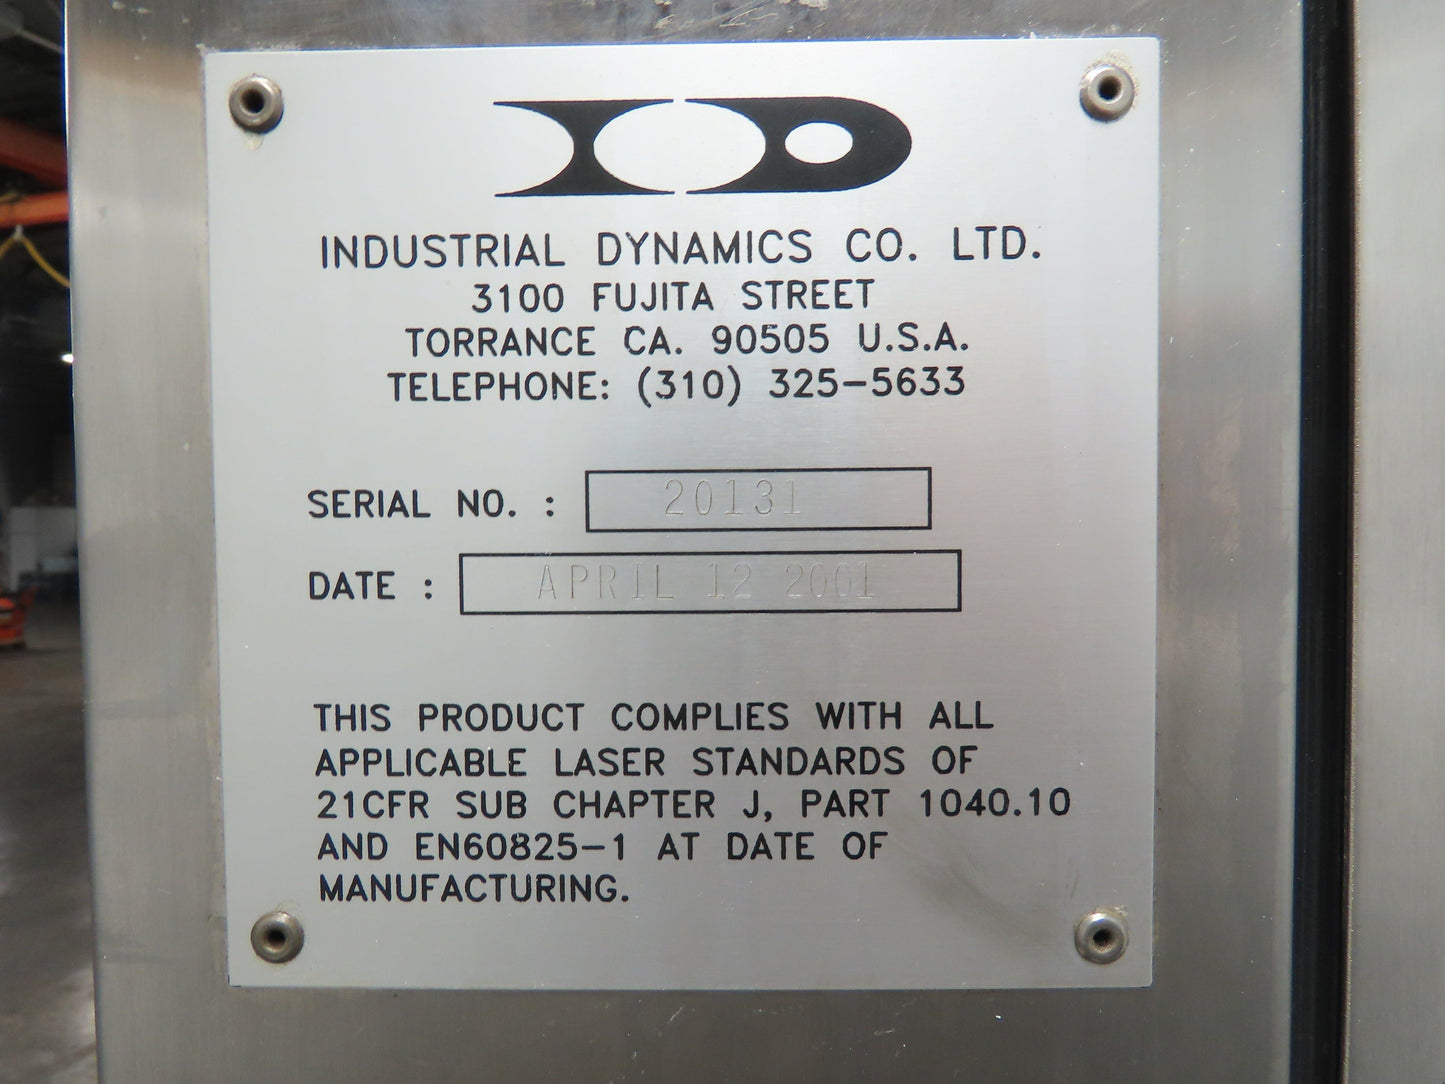 ID
INDUSTRIAL DYNAMICS CO. LTD.
3100 FUJITA STREET
TORRANCE CA. 90505 U.S.A.
TELEPHONE: (310) 325-5633
SERIAL NO. : 20131
DATE : APRIL 12 2001
THIS PRODUCT COMPLIES WITH ALL
APPLICABLE LASER STANDARDS OF
21CFR SUB CHAPTER J, PART 1040.10
AND EN60825-1 AT DATE OF
MANUFACTURING.